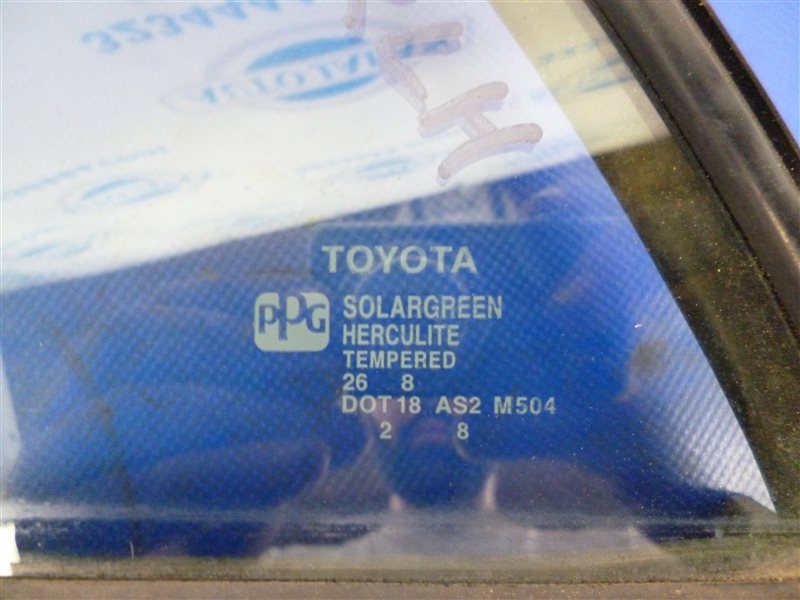 LH
TOYOTA
PPG
SOLARGREEN
HERCULITE
TEMPERED
26 8
DOT18 AS2 M504
2 8